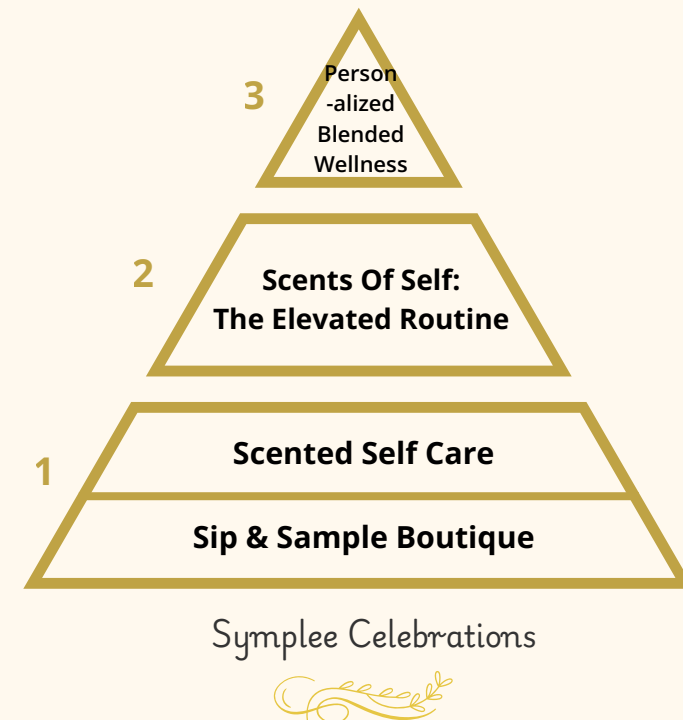 3
Person
-alized
Blended
Wellness
2
Scents Of Self:
The Elevated Routine
1
Scented Self Care
Sip & Sample Boutique
Symplee Celebrations